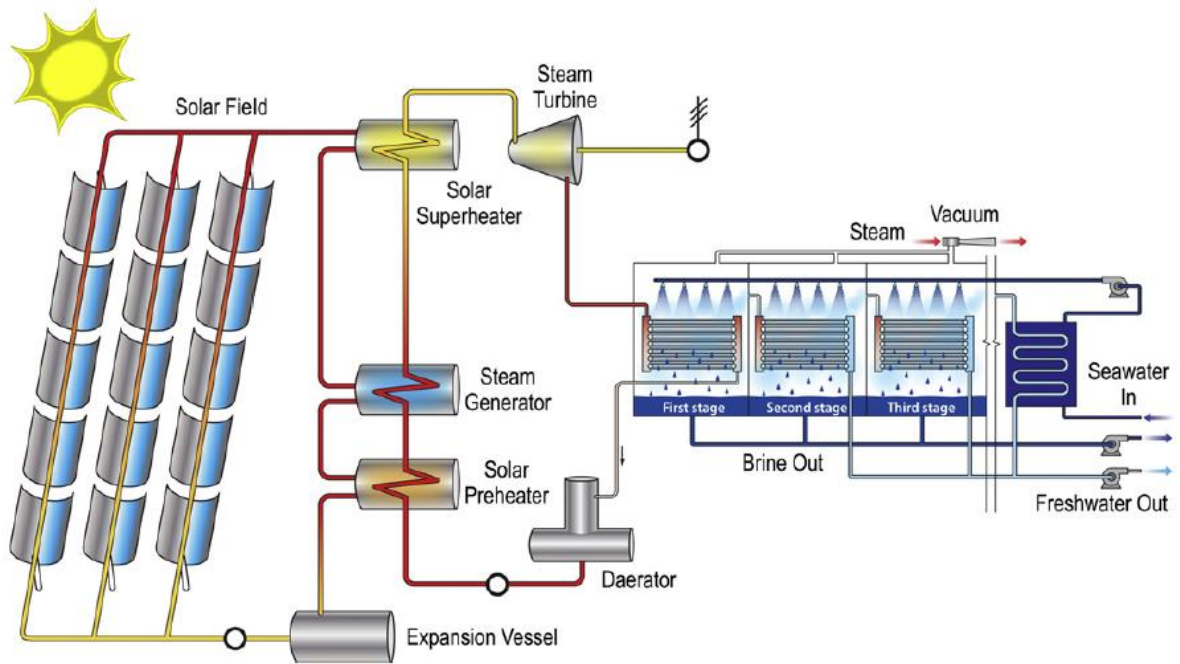 Solar Field
Steam
Turbine
Solar
Superheater
Steam
Vacuum
Steam
Generator
Seawater
In
First stage
Second stage
Third stage
Solar
Preheater
Brine Out
Freshwater Out
Daerator
Expansion Vessel